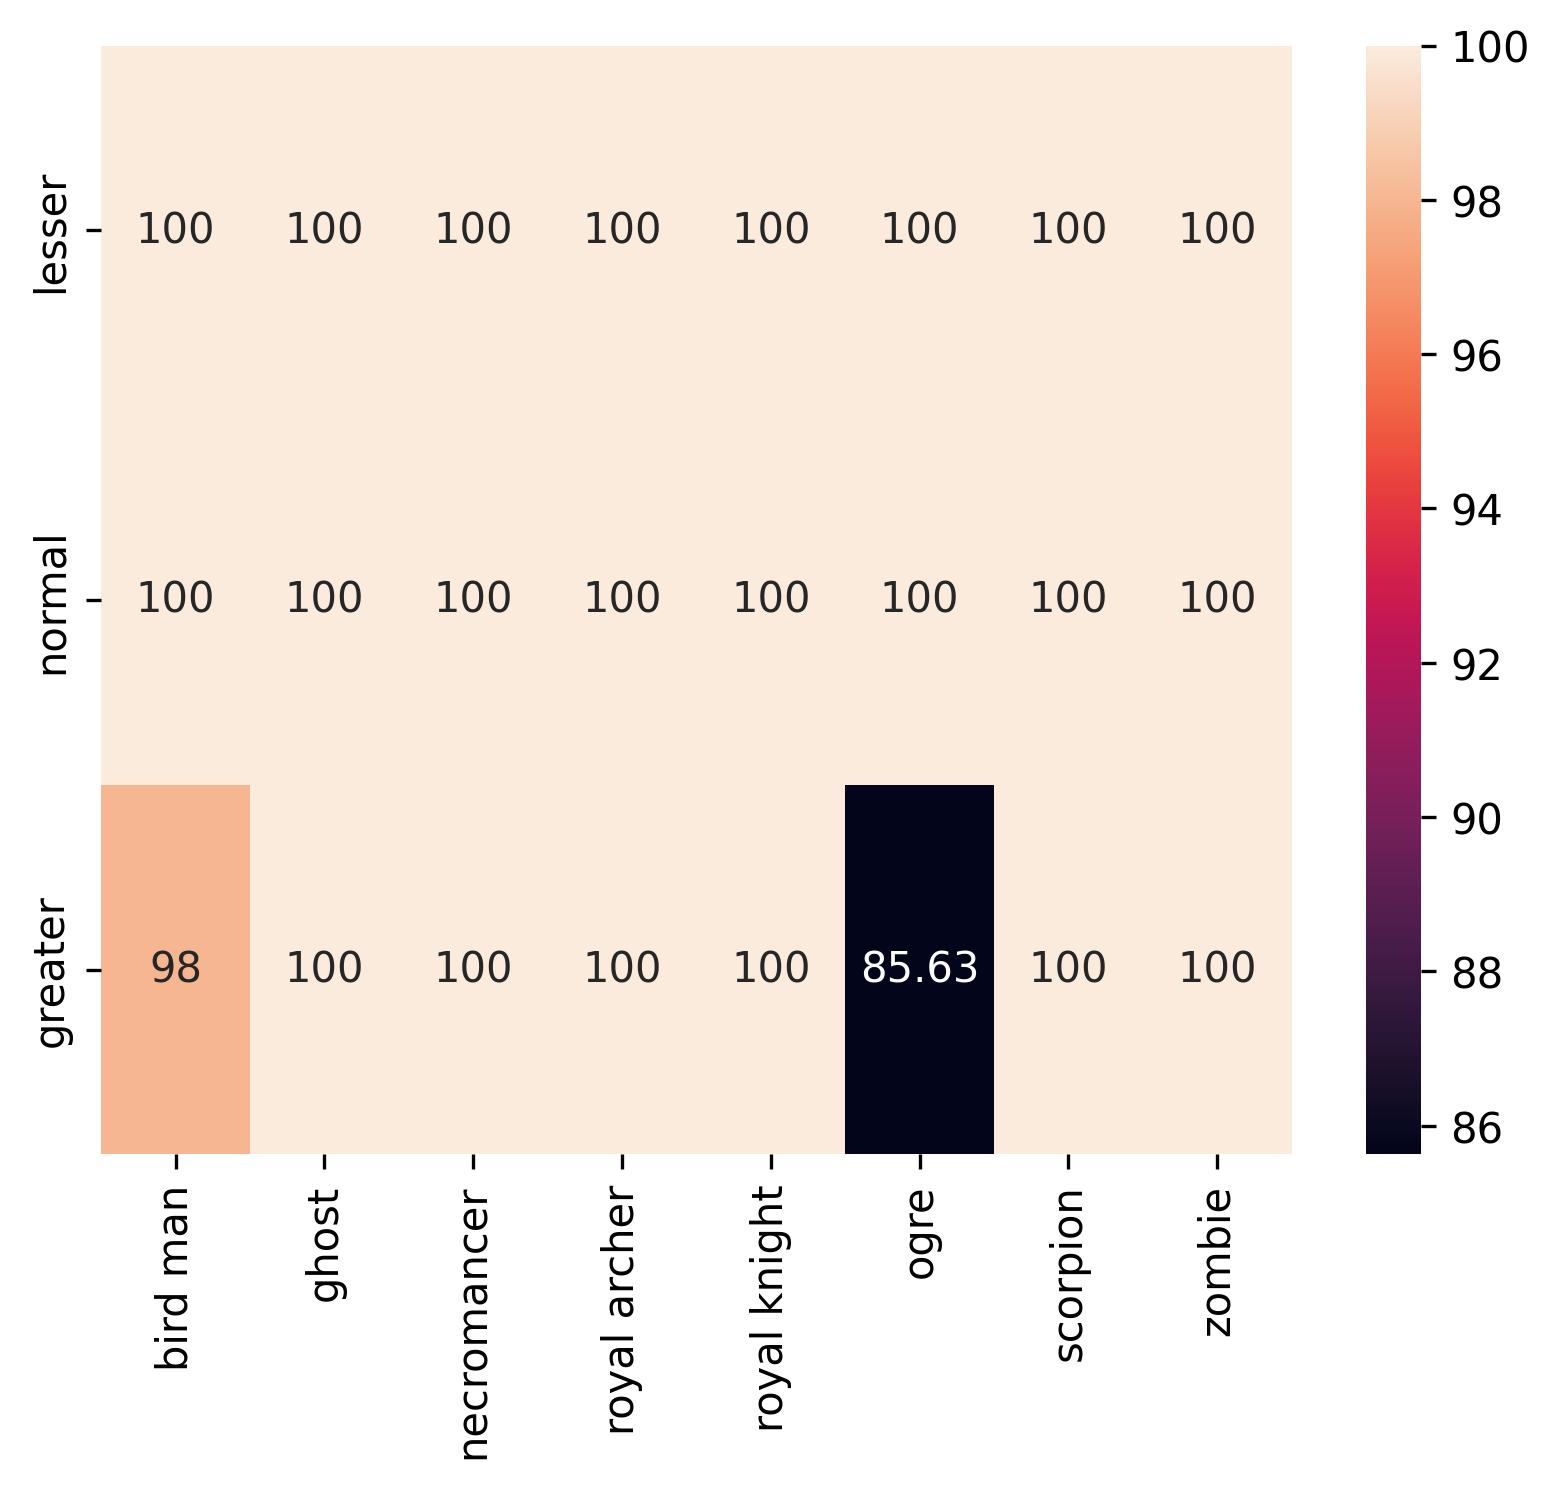 lesser 100 100 100 100 100 100 100 100
normal 100 100 100 100 100 100 100 100
greater 98 100 100 100 100 85.63 100 100
bird man
ghost
necromancer
royal archer
royal knight
ogre
scorpion
zombie
100
98
96
94
92
90
88
86